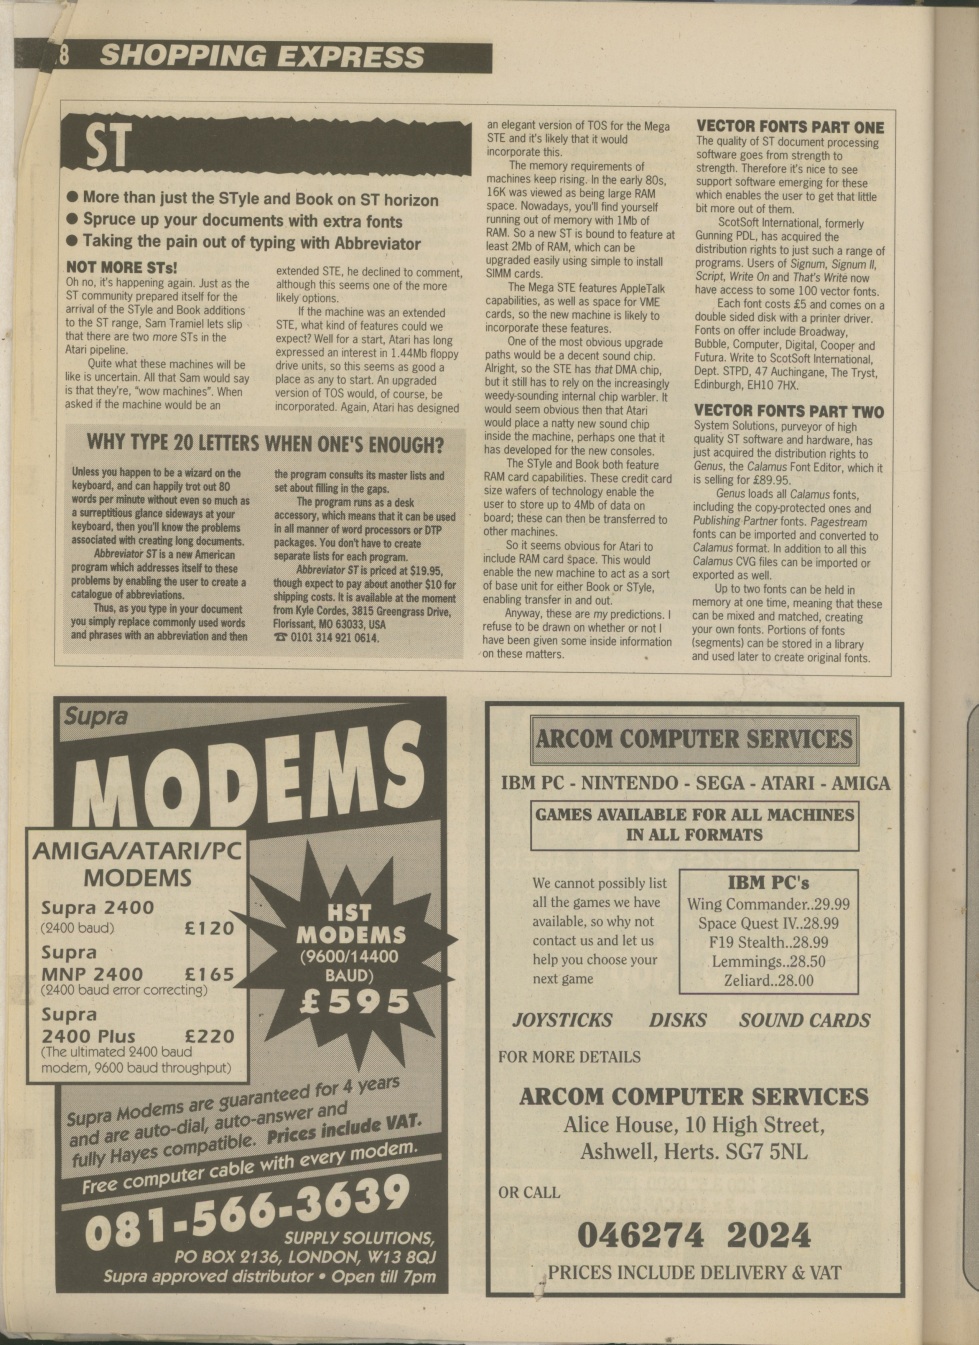 8 SHOPPING EXPRESS
ST
● More than just the STyle and Book on ST horizon
● Spruce up your documents with extra fonts
● Taking the pain out of typing with Abbreviator
NOT MORE STs!
Oh no, it's happening again. Just as the
ST community prepared itself for the
arrival of the STyle and Book additions
to the ST range, Sam Tramiel lets slip
that there are two more STs in the
Atari pipeline.
Quite what these machines will be
like is uncertain. All that Sam would say
is that they're, "wow machines". When
asked if the machine would be an
extended STE, he declined to comment,
although this seems one of the more
likely options.
If the machine was an extended
STE, what kind of features could we
expect? Well for a start, Atari has long
expressed an interest in 1.44Mb floppy
drive units, so this seems as good a
place as any to start. An upgraded
version of TOS would, of course, be
incorporated. Again, Atari has designed
an elegant version of TOS for the Mega
STE and it's likely that it would
incorporate this.
The memory requirements of
machines keep rising. In the early 80s,
16K was viewed as being large RAM
space. Nowadays, you'll find yourself
running out of memory with 1Mb of
RAM. So a new ST is bound to feature at
least 2Mb of RAM, which can be
upgraded easily using simple to install
SIMM cards.
The Mega STE features AppleTalk
capabilities, as well as space for VME
cards, so the new machine is likely to
incorporate these features.
One of the most obvious upgrade
paths would be a decent sound chip.
Alright, so the STE has that DMA chip,
but it still has to rely on the increasingly
weedy-sounding internal chip warbler. It
would seem obvious then that Atari
would place a natty new sound chip
inside the machine, perhaps one that it
has developed for the new consoles.
The STyle and Book both feature
RAM card capabilities. These credit card
size wafers of technology enable the
user to store up to 4Mb of data on
board; these can then be transferred to
other machines.
So it seems obvious for Atari to
include RAM card space. This would
enable the new machine to act as a sort
of base unit for either Book or STyle,
enabling transfer in and out.
Anyway, these are my predictions. I
refuse to be drawn on whether or not I
have been given some inside information
on these matters.
WHY TYPE 20 LETTERS WHEN ONE'S ENOUGH?
Unless you happen to be a wizard on the
keyboard, and can happily trot out 80
words per minute without even so much as
a surreptitious glance sideways at your
keyboard, then you'll know the problems
associated with creating long documents.
Abbreviator ST is a new American
program which addresses itself to these
problems by enabling the user to create a
catalogue of abbreviations.
Thus, as you type in your document
you simply replace commonly used words
and phrases with an abbreviation and then
the program consults its master lists and
set about filling in the gaps.
The program runs as a desk
accessory, which means that it can be used
in all manner of word processors or DTP
packages. You don't have to create
separate lists for each program.
Abbreviator ST is priced at $19.95,
though expect to pay about another $10 for
shipping costs. It is available at the moment
from Kyle Cordes, 3815 Greengrass Drive,
Florissant, MO 63033, USA
☎ 0101 314 921 0614.
VECTOR FONTS PART ONE
The quality of ST document processing
software goes from strength to
strength. Therefore it's nice to see
support software emerging for these
which enables the user to get that little
bit more out of them.
ScotSoft International, formerly
Gunning PDL, has acquired the
distribution rights to just such a range of
programs. Users of Signum, Signum II,
Script, Write On and That's Write now
have access to some 100 vector fonts.
Each font costs £5 and comes on a
double sided disk with a printer driver.
Fonts on offer include Broadway,
Bubble, Computer, Digital, Cooper and
Futura. Write to ScotSoft International,
Dept. STPD, 47 Auchingane, The Tryst,
Edinburgh, EH10 7HX.
VECTOR FONTS PART TWO
System Solutions, purveyor of high
quality ST software and hardware, has
just acquired the distribution rights to
Genus, the Calamus Font Editor, which it
is selling for £89.95.
Genus loads all Calamus fonts,
including the copy-protected ones and
Publishing Partner fonts. Pagestream
fonts can be imported and converted to
Calamus format. In addition to all this
Calamus CVG files can be imported or
exported as well.
Up to two fonts can be held in
memory at one time, meaning that these
can be mixed and matched, creating
your own fonts. Portions of fonts
(segments) can be stored in a library
and used later to create original fonts.
Supra
MODEMS
AMIGA/ATARI/PC
MODEMS
Supra 2400
(2400 baud) £120
Supra
MNP 2400 £165
(2400 baud error correcting)
Supra
2400 Plus £220
(The ultimated 2400 baud
modem, 9600 baud throughput)
HST
MODEMS
(9600/14400
BAUD)
£595
Supra Modems are guaranteed for 4 years
and are auto-dial, auto-answer and
fully Hayes compatible. Prices include VAT.
Free computer cable with every modem.
081-566-3639
SUPPLY SOLUTIONS,
PO BOX 2136, LONDON, W13 8QJ
Supra approved distributor • Open till 7pm
ARCOM COMPUTER SERVICES
IBM PC - NINTENDO - SEGA - ATARI - AMIGA
GAMES AVAILABLE FOR ALL MACHINES
IN ALL FORMATS
We cannot possibly list
all the games we have
available, so why not
contact us and let us
help you choose your
next game
IBM PC's
Wing Commander..29.99
Space Quest IV..28.99
F19 Stealth..28.99
Lemmings..28.50
Zeliard..28.00
JOYSTICKS DISKS SOUND CARDS
FOR MORE DETAILS
ARCOM COMPUTER SERVICES
Alice House, 10 High Street,
Ashwell, Herts. SG7 5NL
OR CALL
046274 2024
PRICES INCLUDE DELIVERY & VAT